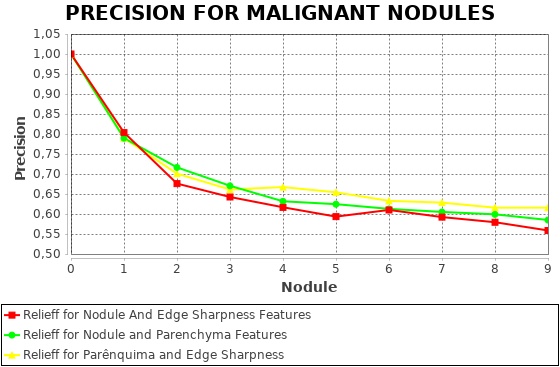 PRECISION FOR MALIGNANT NODULES
1,05
1,00
0,95
0,90
0,85
0,80
0,75
0,70
0,65
0,60
0,55
0,50
Precision
0 1 2 3 4 5 6 7 8 9
Nodule
Relieff for Nodule And Edge Sharpness Features
Relieff for Nodule and Parenchyma Features
Relieff for Parênquima and Edge Sharpness